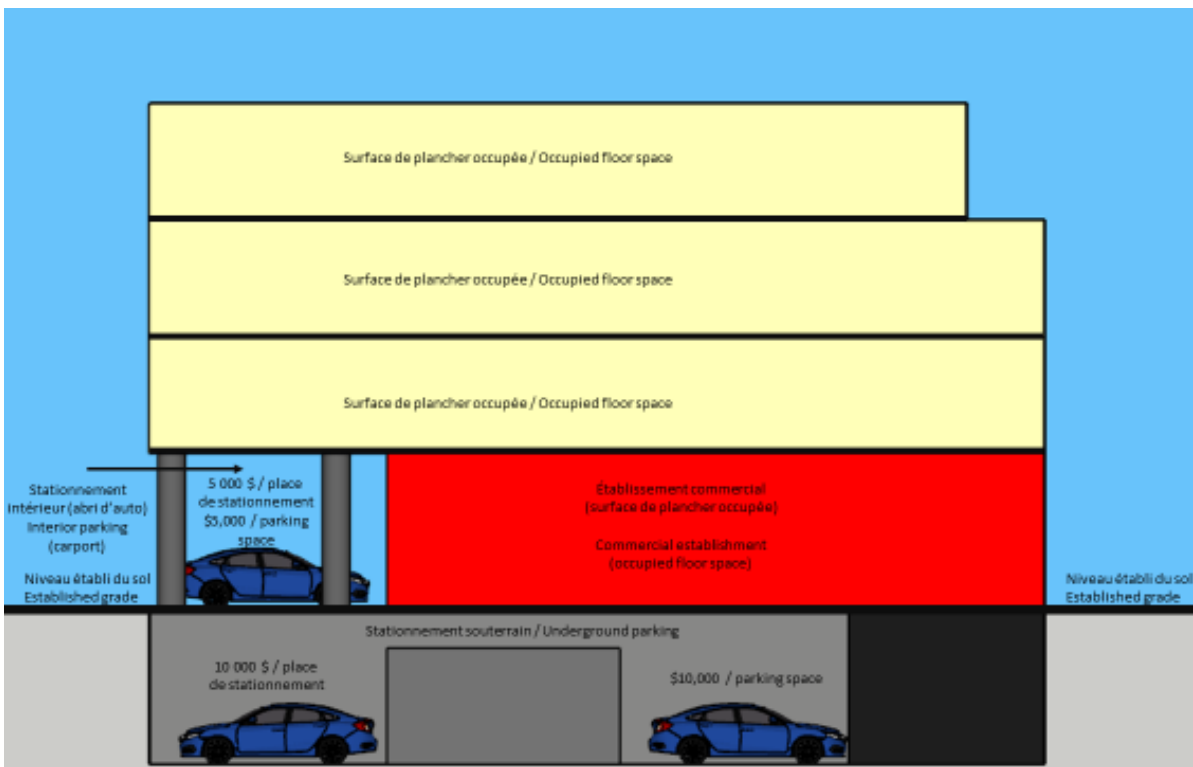 Surface de plancher occupée / Occupied floor space
Surface de plancher occupée / Occupied floor space
Surface de plancher occupée / Occupied floor space
Stationnement
intérieur (abri d'auto)
Interior parking
(carport)
5 000 $ / place
de stationnement
$5,000 / parking
space
Établissement commercial
(surface de plancher occupée)
Commercial establishment
(occupied floor space)
Niveau établi du sol
Established grade
Niveau établi du sol
Established grade
Stationnement souterrain / Underground parking
10 000 $ / place
de stationnement
$10,000 / parking space